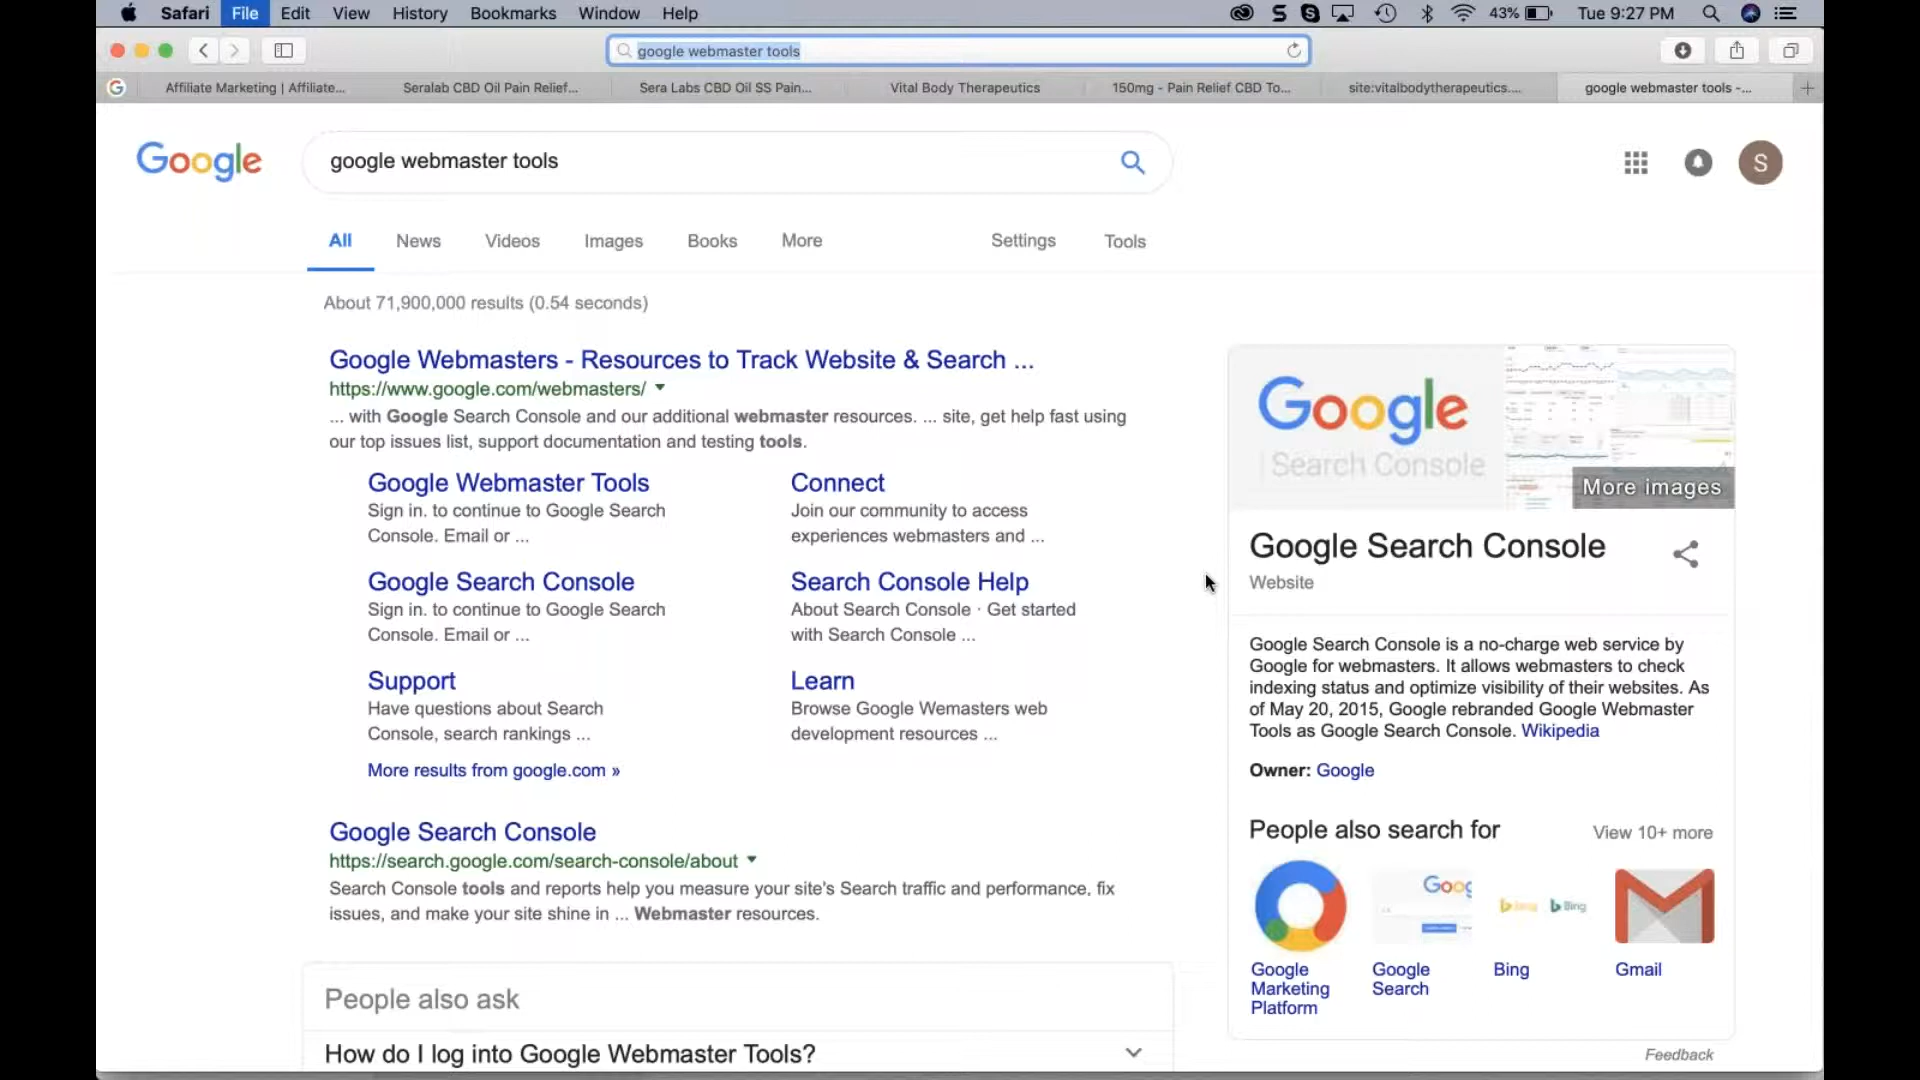 Safari File Edit View History Bookmarks Window Help 43% Tue 9:27 PM
google webmaster tools
Affiliate Marketing | Affiliate... Seralab CBD Oil Pain Relief... Sera Labs CBD Oil SS Pain... Vital Body Therapeutics 150mg - Pain Relief CBD To... site:vitalbodytherapeutics.... google webmaster tools -...
Google google webmaster tools S
All News Videos Images Books More Settings Tools
About 71,900,000 results (0.54 seconds)
Google Webmasters - Resources to Track Website & Search ...
https://www.google.com/webmasters/
... with Google Search Console and our additional webmaster resources. ... site, get help fast using
our top issues list, support documentation and testing tools.
Google Webmaster Tools
Sign in. to continue to Google Search
Console. Email or ...
Connect
Join our community to access
experiences webmasters and ...
Google Search Console
Sign in. to continue to Google Search
Console. Email or ...
Search Console Help
About Search Console · Get started
with Search Console ...
Support
Have questions about Search
Console, search rankings ...
Learn
Browse Google Wemasters web
development resources ...
More results from google.com »
Google Search Console
https://search.google.com/search-console/about
Search Console tools and reports help you measure your site's Search traffic and performance, fix
issues, and make your site shine in ... Webmaster resources.
People also ask
How do I log into Google Webmaster Tools?
Google
Search Console
More images
Google Search Console
Website
Google Search Console is a no-charge web service by
Google for webmasters. It allows webmasters to check
indexing status and optimize visibility of their websites. As
of May 20, 2015, Google rebranded Google Webmaster
Tools as Google Search Console. Wikipedia
Owner: Google
People also search for View 10+ more
Goog
Bing
Google
Marketing
Platform
Google
Search
Bing
Gmail
Feedback